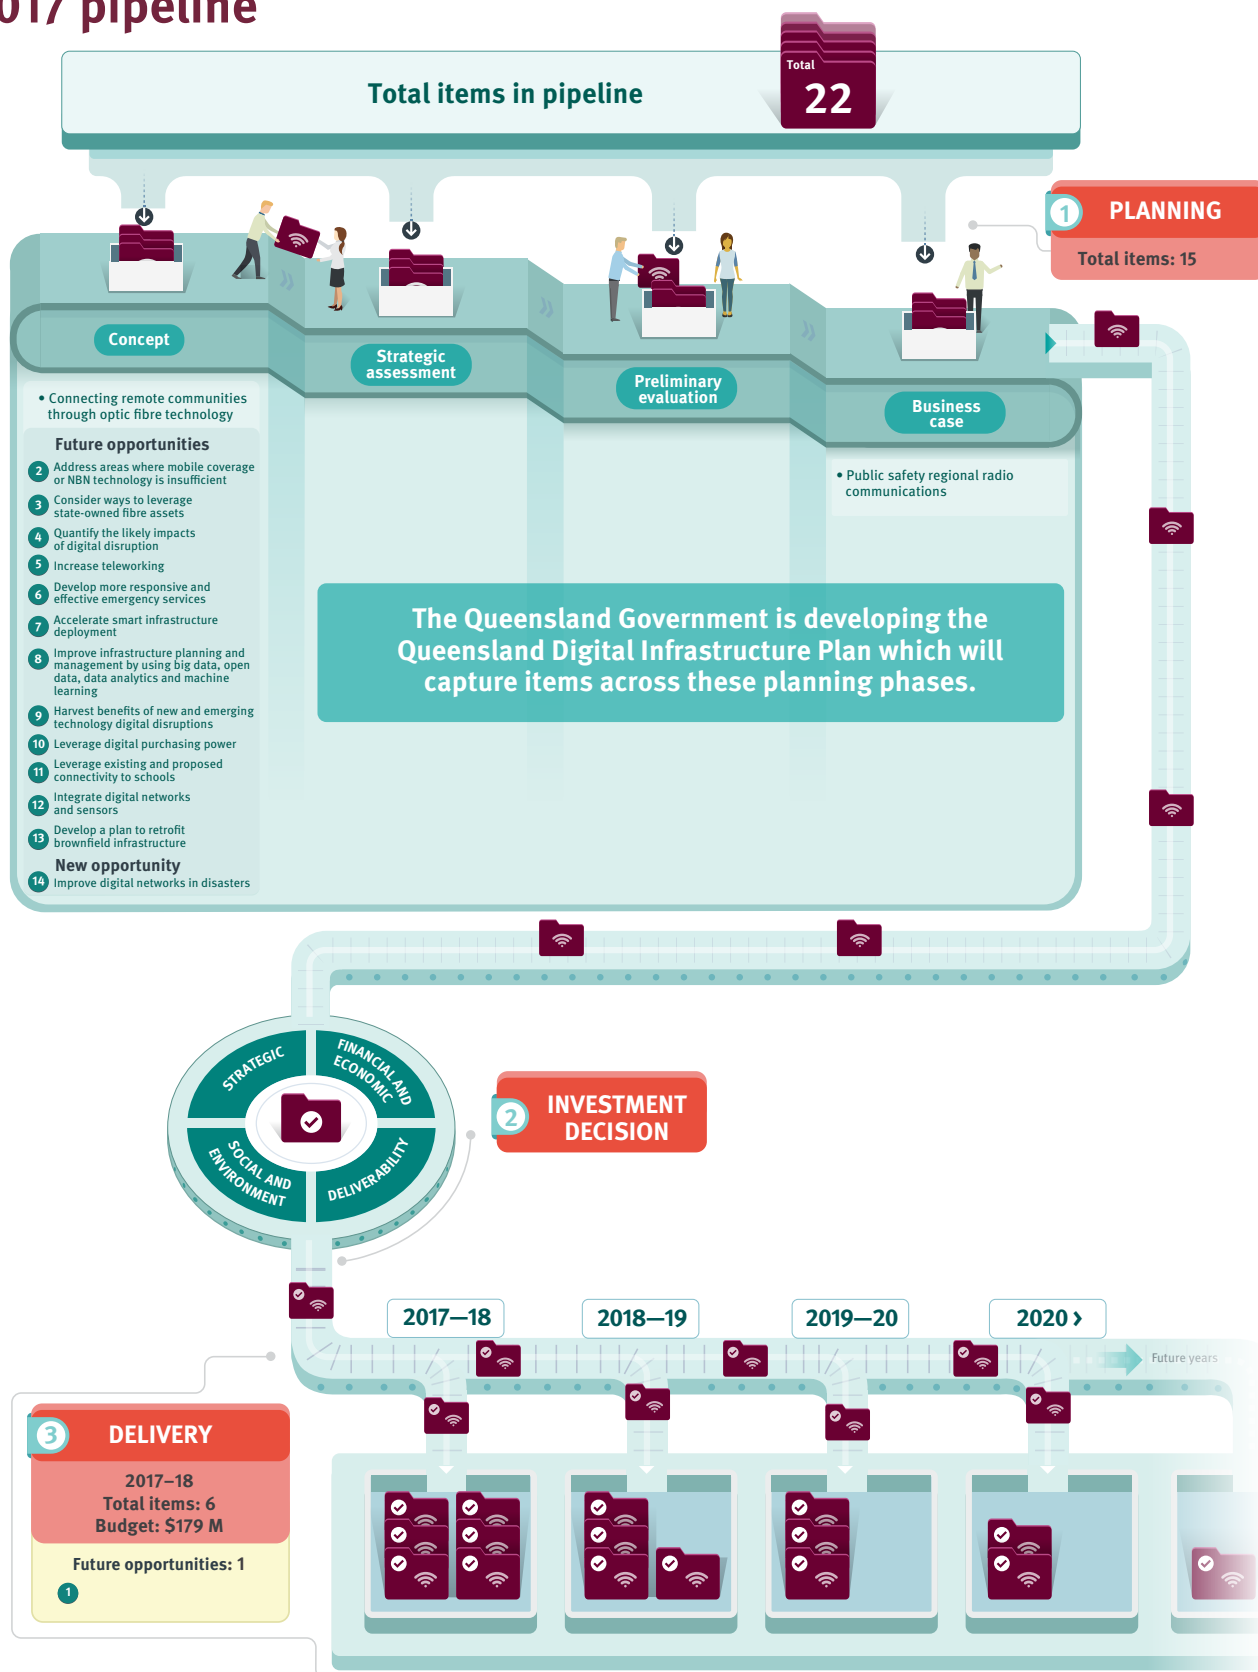 017 pipeline
Total items in pipeline
Total
22
1
PLANNING
Total items: 15
Concept
Strategic
assessment
Preliminary
evaluation
Business
case
• Connecting remote communities
through optic fibre technology
Future opportunities
2 Address areas where mobile coverage
or NBN technology is insufficient
3 Consider ways to leverage
state-owned fibre assets
4 Quantify the likely impacts
of digital disruption
5 Increase teleworking
6 Develop more responsive and
effective emergency services
7 Accelerate smart infrastructure
deployment
8 Improve infrastructure planning and
management by using big data, open
data, data analytics and machine
learning
9 Harvest benefits of new and emerging
technology digital disruptions
10 Leverage digital purchasing power
11 Leverage existing and proposed
connectivity to schools
12 Integrate digital networks
and sensors
13 Develop a plan to retrofit
brownfield infrastructure
New opportunity
14 Improve digital networks in disasters
• Public safety regional radio
communications
The Queensland Government is developing the
Queensland Digital Infrastructure Plan which will
capture items across these planning phases.
STRATEGIC
FINANCIAL AND
ECONOMIC
SOCIAL AND
ENVIRONMENT
DELIVERABILITY
2
INVESTMENT
DECISION
2017—18
2018—19
2019—20
2020 ›
Future years
3
DELIVERY
2017–18
Total items: 6
Budget: $179 M
Future opportunities: 1
1